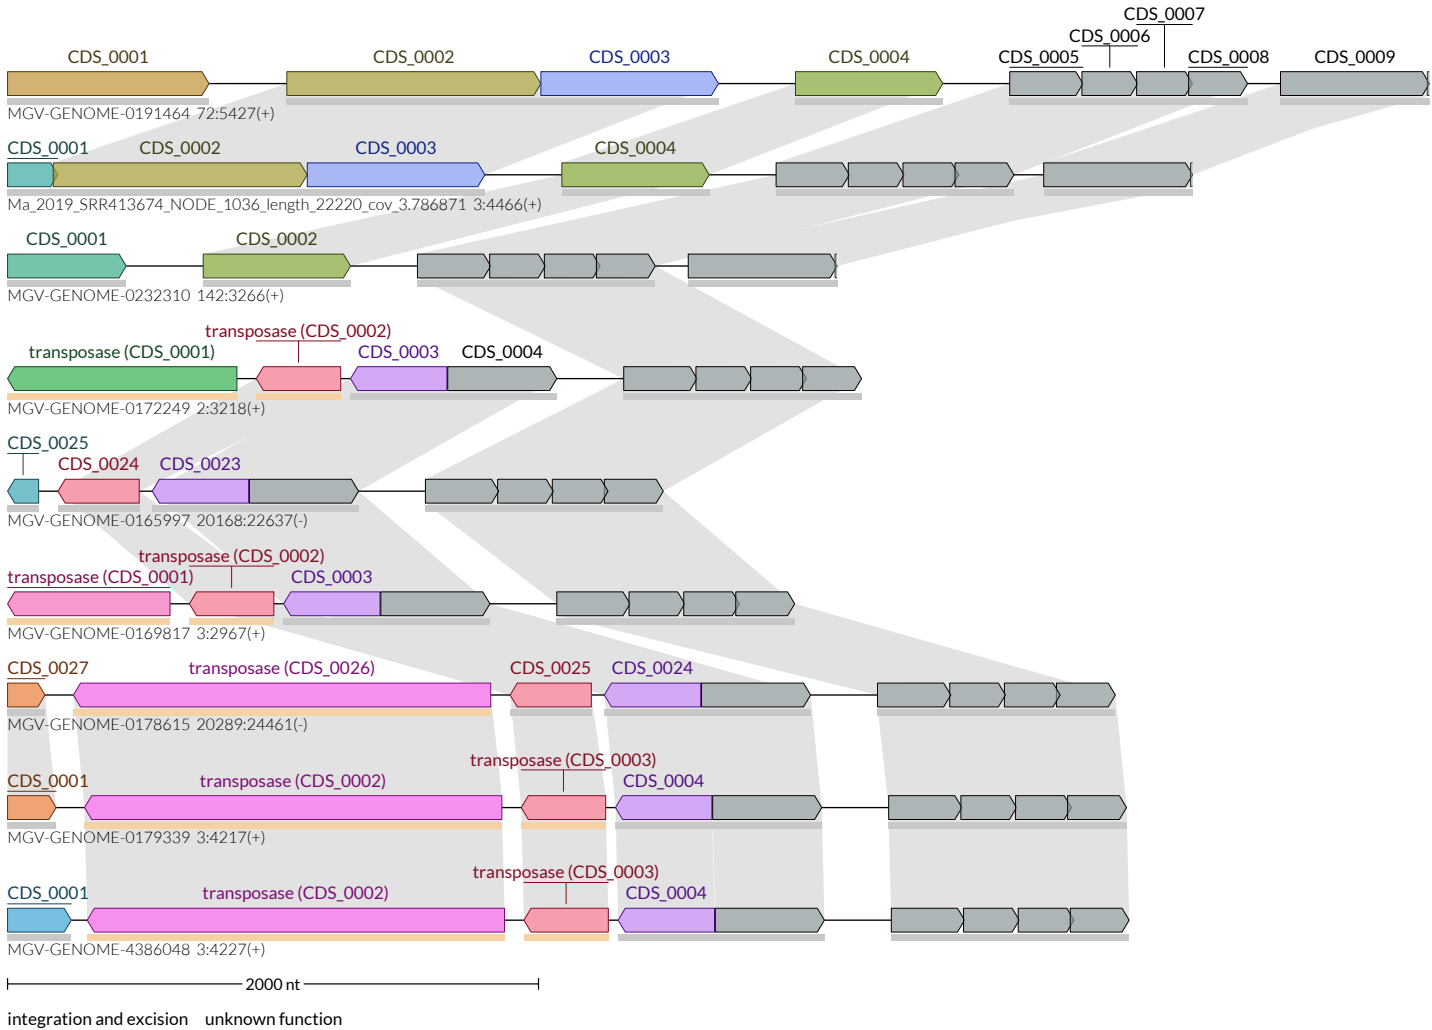 CDS_0007
CDS_0006
CDS_0001 CDS_0002 CDS_0003 CDS_0004 CDS_0005 CDS_0008 CDS_0009
MGV-GENOME-0191464 72:5427(+)
CDS_0001 CDS_0002 CDS_0003 CDS_0004
Ma_2019_SRR413674_NODE_1036_length_22220_cov_3.786871 3:4466(+)
CDS_0001 CDS_0002
MGV-GENOME-0232310 142:3266(+)
transposase (CDS_0002)
transposase (CDS_0001) CDS_0003 CDS_0004
MGV-GENOME-0172249 2:3218(+)
CDS_0025
CDS_0024 CDS_0023
MGV-GENOME-0165997 20168:22637(-)
transposase (CDS_0002)
transposase (CDS_0001) CDS_0003
MGV-GENOME-0169817 3:2967(+)
CDS_0027 transposase (CDS_0026) CDS_0025 CDS_0024
MGV-GENOME-0178615 20289:24461(-)
transposase (CDS_0003)
CDS_0001 transposase (CDS_0002) CDS_0004
MGV-GENOME-0179339 3:4217(+)
transposase (CDS_0003)
CDS_0001 transposase (CDS_0002) CDS_0004
MGV-GENOME-4386048 3:4227(+)
2000 nt
integration and excision unknown function